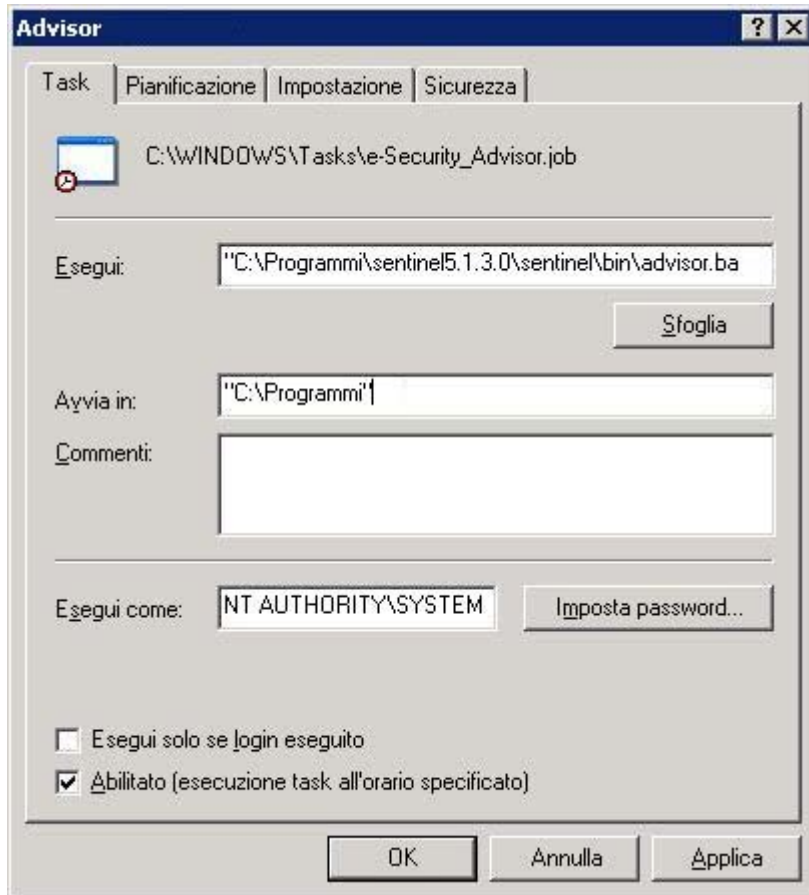 Advisor
Task Pianificazione Impostazione Sicurezza
C:\WINDOWS\Tasks\e-Security_Advisor.job
Esegui: "C:\Programmi\sentinel5.1.3.0\sentinel\bin\advisor.ba
Sfoglia
Avvia in: "C:\Programmi"
Commenti:
Esegui come: NT AUTHORITY\SYSTEM Imposta password...
Esegui solo se login eseguito
Abilitato (esecuzione task all'orario specificato)
OK Annulla Applica